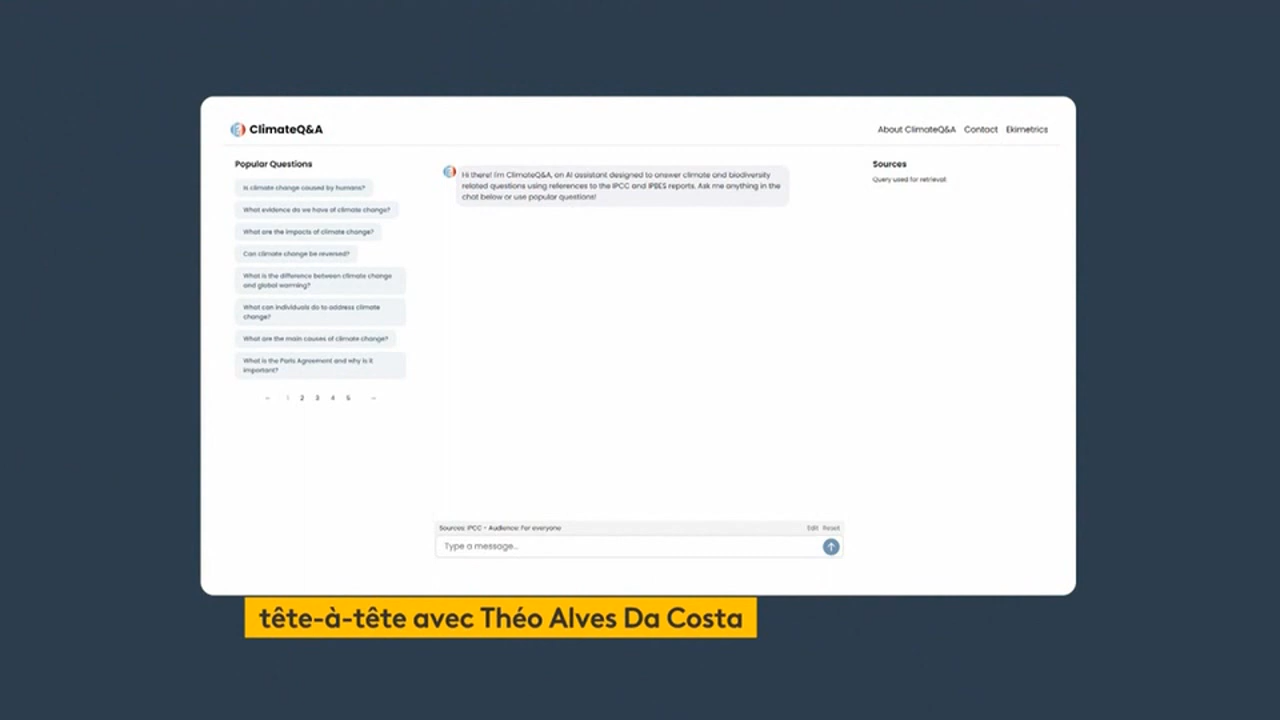 ClimateQ&A
About ClimateQ&A Contact Ekimetrics
Popular Questions
Is climate change caused by humans?
What evidence do we have of climate change?
What are the impacts of climate change?
Can climate change be reversed?
What is the difference between climate change
and global warming?
What can individuals do to address climate
change?
What are the main causes of climate change?
What is the Paris Agreement and why is it
important?
← 1 2 3 4 5 →
Hi there! I'm ClimateQ&A, an AI assistant designed to answer climate and biodiversity
related questions using references to the IPCC and IPBES reports. Ask me anything in the
chat below or use popular questions!
Sources
Query used for retrieval:
Sources: IPCC - Audience: For everyone
Edit Reset
Type a message...
tête-à-tête avec Théo Alves Da Costa